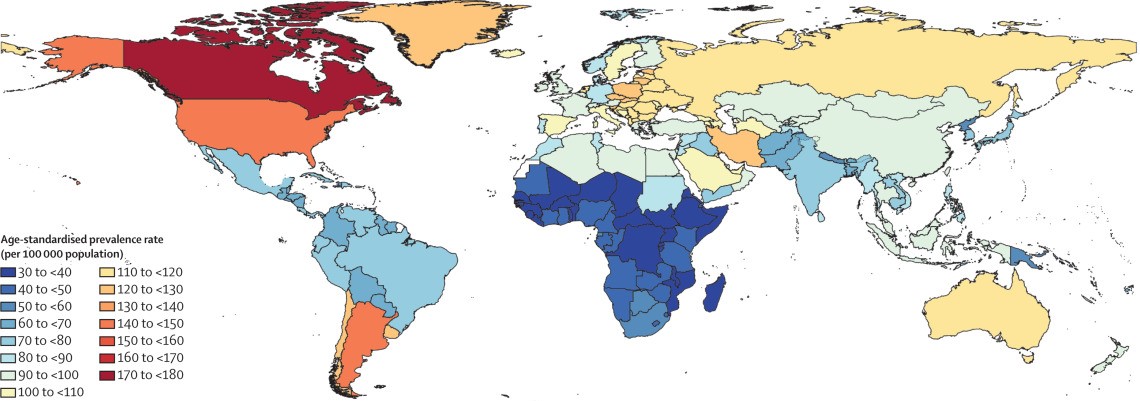 Age-standardised prevalence rate
(per 100 000 population)
30 to <40
40 to <50
50 to <60
60 to <70
70 to <80
80 to <90
90 to <100
100 to <110
110 to <120
120 to <130
130 to <140
140 to <150
150 to <160
160 to <170
170 to <180